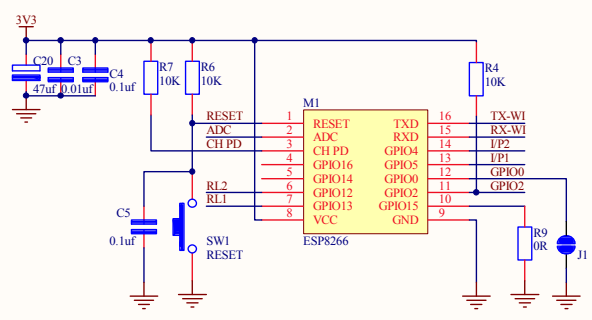 3V3
C20
47uf
C3
0.01uf
C4
0.1uf
R7
10K
R6
10K
R4
10K
M1
RESET 1 RESET TXD 16 TX-WI
ADC 2 ADC RXD 15 RX-WI
CH PD 3 CH PD GPIO4 14 I/P2
4 GPIO16 GPIO5 13 I/P1
5 GPIO14 GPIO0 12 GPIO0
RL2 6 GPIO12 GPIO2 11 GPIO2
RL1 7 GPIO13 GPIO15 10
8 VCC GND 9
ESP8266
C5
0.1uf
SW1
RESET
R9
0R
J1